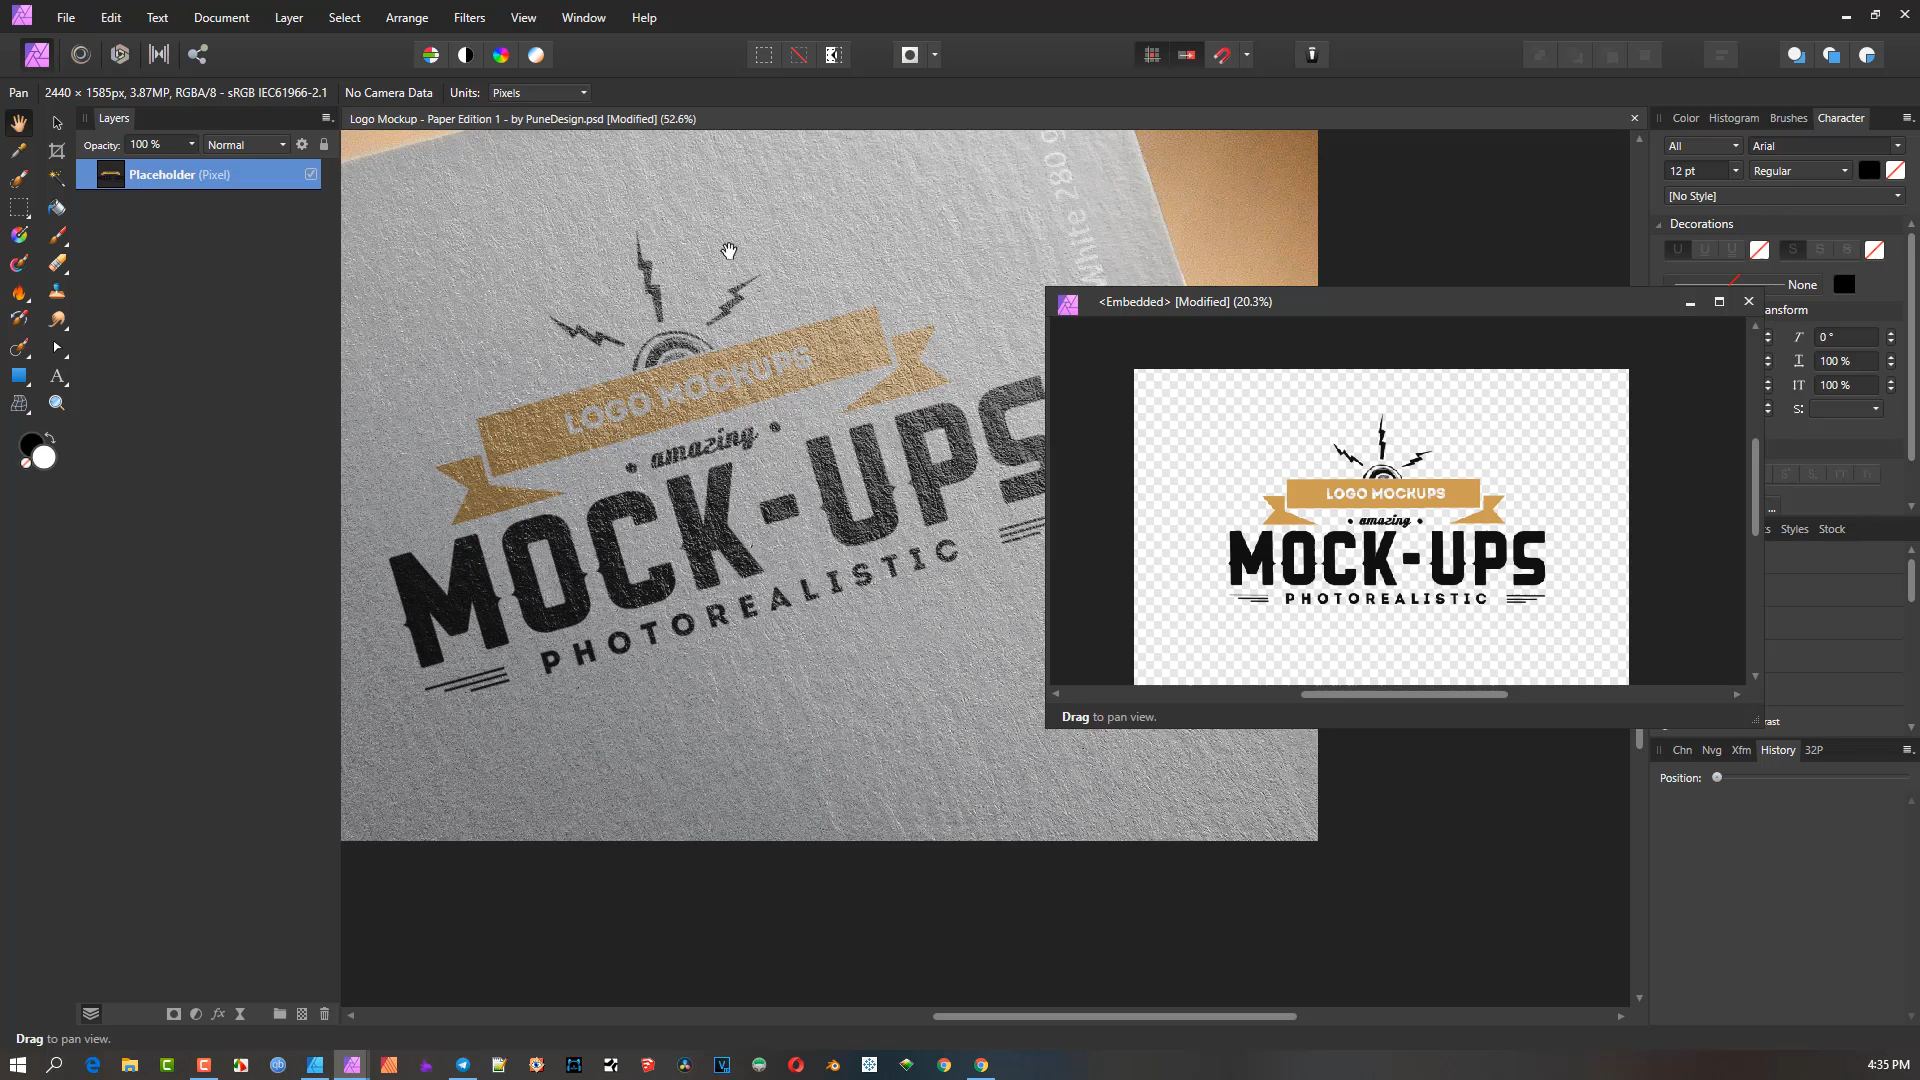 File Edit Text Document Layer Select Arrange Filters View Window Help
Pan 2440 × 1585px, 3.87MP, RGBA/8 - sRGB IEC61966-2.1 No Camera Data Units: Pixels
Layers
Logo Mockup - Paper Edition 1 - by PuneDesign.psd [Modified] (52.6%)
Color Histogram Brushes Character
Opacity: 100 % Normal
All Arial
Placeholder (Pixel)
12 pt Regular
[No Style]
Decorations
None
White 280 g
LOGO MOCKUPS
• amazing •
MOCK-UPS
PHOTOREALISTIC
<Embedded> [Modified] (20.3%)
ansform
0 °
100 %
100 %
LOGO MOCKUPS
• amazing •
MOCK-UPS
PHOTOREALISTIC
Drag to pan view.
Styles Stock
rast
Chn Nvg Xfm History 32P
Position:
Drag to pan view.
4:35 PM